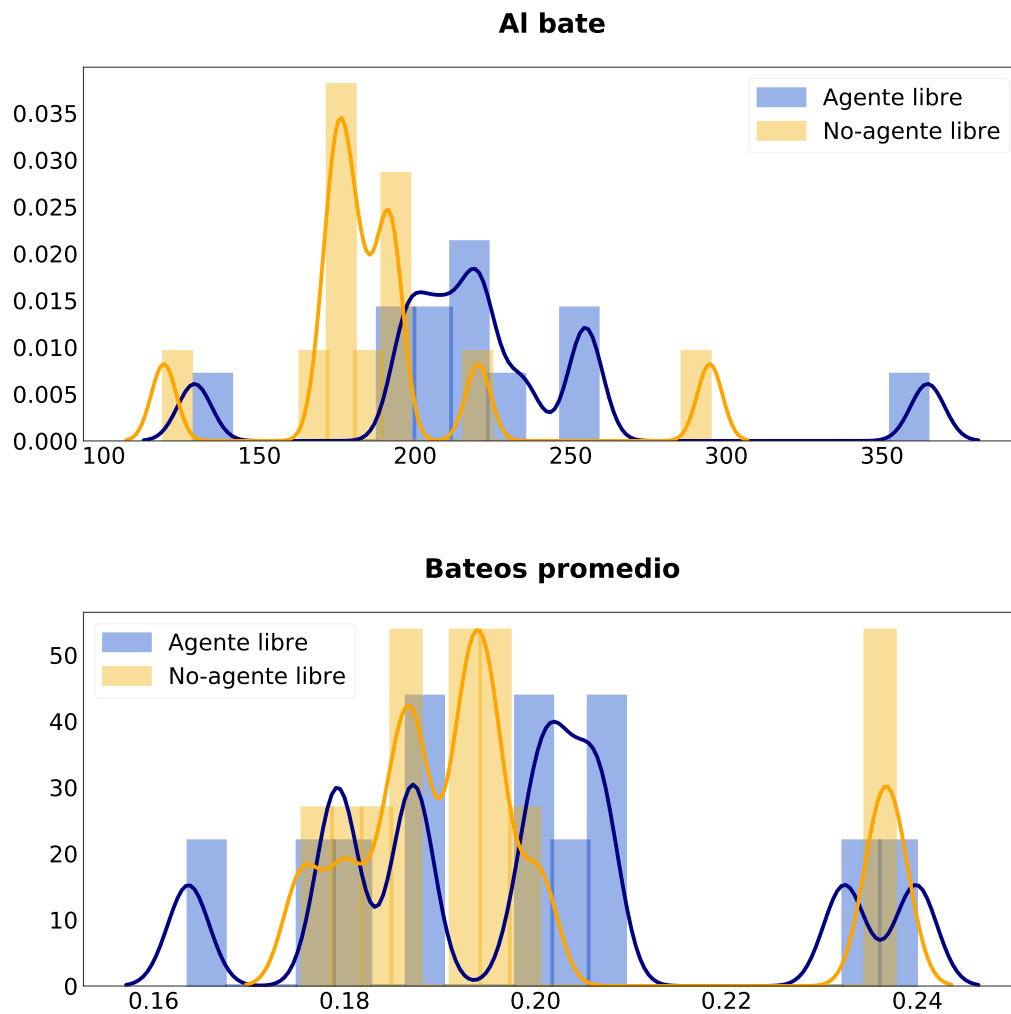 Al bate
Agente libre
No-agente libre
0.035
0.030
0.025
0.020
0.015
0.010
0.005
0.000
100 150 200 250 300 350
Bateos promedio
Agente libre
No-agente libre
50
40
30
20
10
0
0.16 0.18 0.20 0.22 0.24